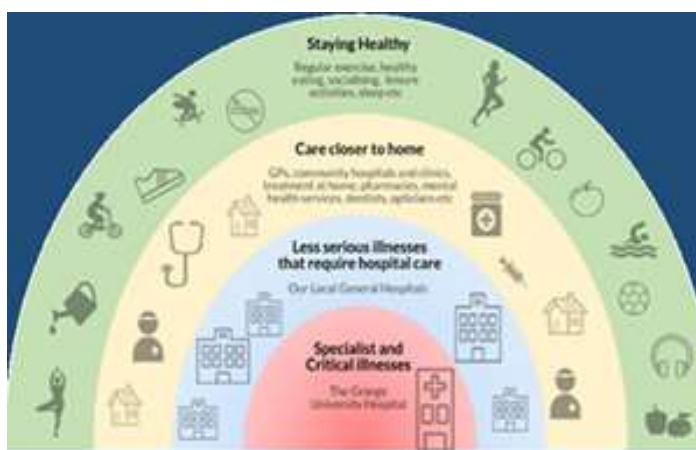 Staying Healthy
Regular exercise, healthy
eating, socialising, leisure
activities, sleep etc
Care closer to home
GPs, community hospitals and clinics,
treatment at home, pharmacies, mental
health services, dentists, opticians etc
Less serious illnesses
that require hospital care
Our Local General Hospitals
Specialist and
Critical illnesses
The Grange
University Hospital